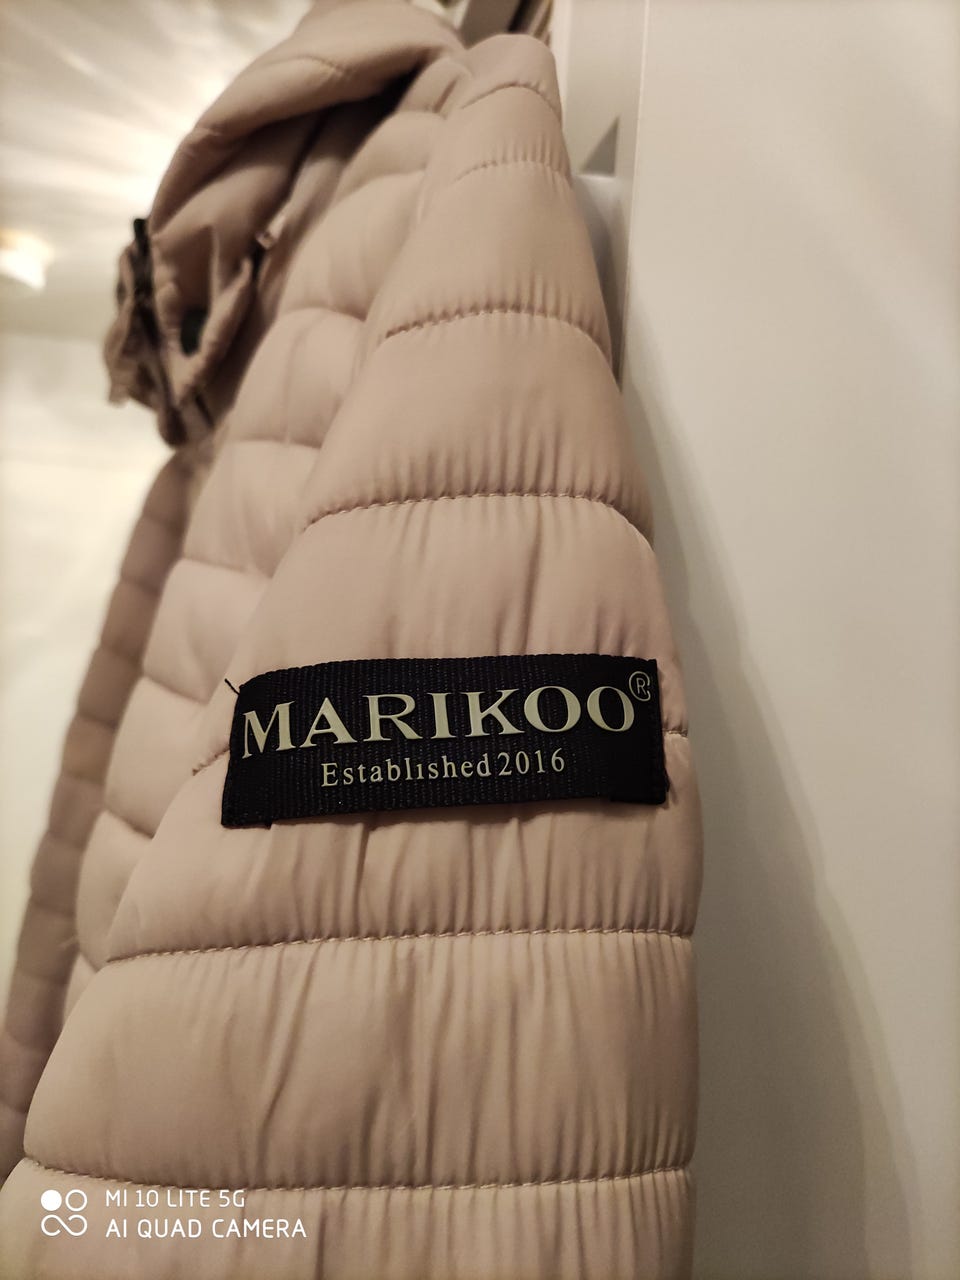 MARIKOO®
Established 2016
MI 10 LITE 5G
AI QUAD CAMERA